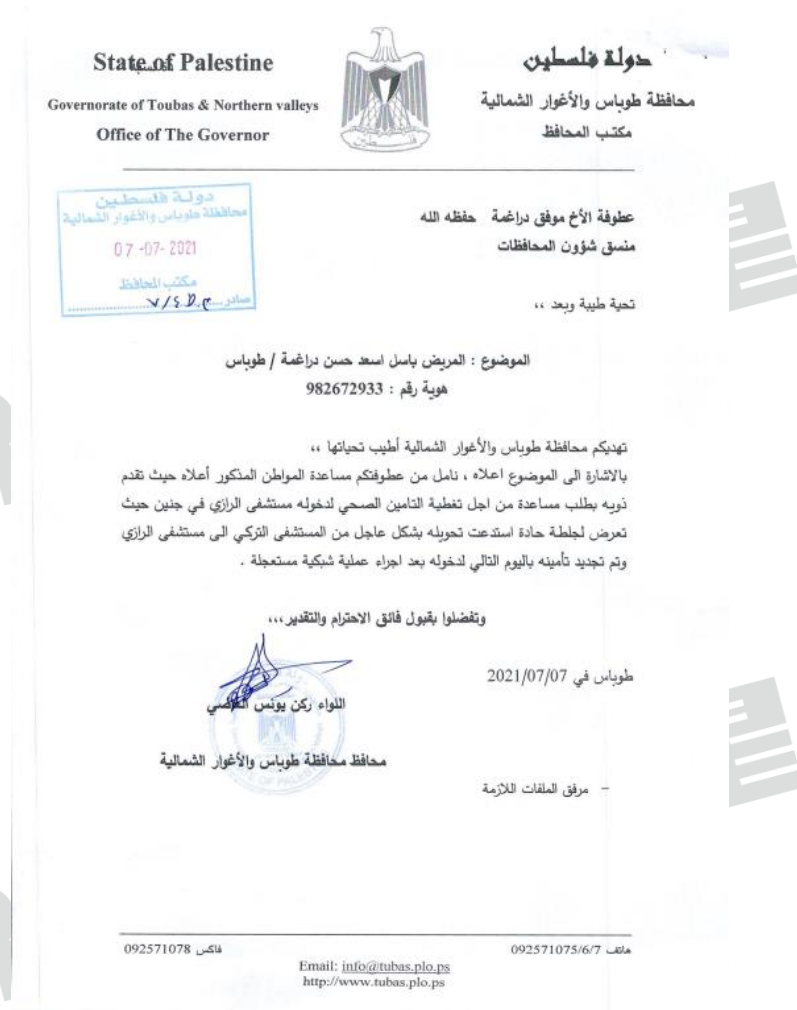 State of Palestine
Governorate of Toubas & Northern valleys
Office of The Governor
دولة فلسطين
محافظة طوباس والأغوار الشمالية
مكتب المحافظ
فلسطين
دولة فلسطين
محافظة طوباس والأغوار الشمالية
07-07-2021
مكتب المحافظ
صادر
عطوفة الأخ موفق دراغمة حفظه الله
منسق شؤون المحافظات
تحية طيبة وبعد ،،
الموضوع : المريض باسل اسعد حسن دراغمة / طوباس
هوية رقم : 982672933
تهديكم محافظة طوباس والأغوار الشمالية أطيب تحياتها ،،
بالاشارة الى الموضوع اعلاه ، نامل من عطوفتكم مساعدة المواطن المذكور أعلاه حيث تقدم
ذويه بطلب مساعدة من اجل تغطية التامين الصحي لدخوله مستشفى الرازي في جنين حيث
تعرض لجلطة حادة استدعت تحويله بشكل عاجل من المستشفى التركي الى مستشفى الرازي
وتم تجديد تأمينه باليوم التالي لدخوله بعد اجراء عملية شبكية مستعجلة .
وتفضلوا بقبول فائق الاحترام والتقدير،،،
طوباس في 2021/07/07
اللواء ركن يونس
محافظ محافظة طوباس والأغوار الشمالية
- مرفق الملفات اللازمة
هاتف 092571075/6/7
فاكس 092571078
Email: info@tubas.plo.ps
http://www.tubas.plo.ps